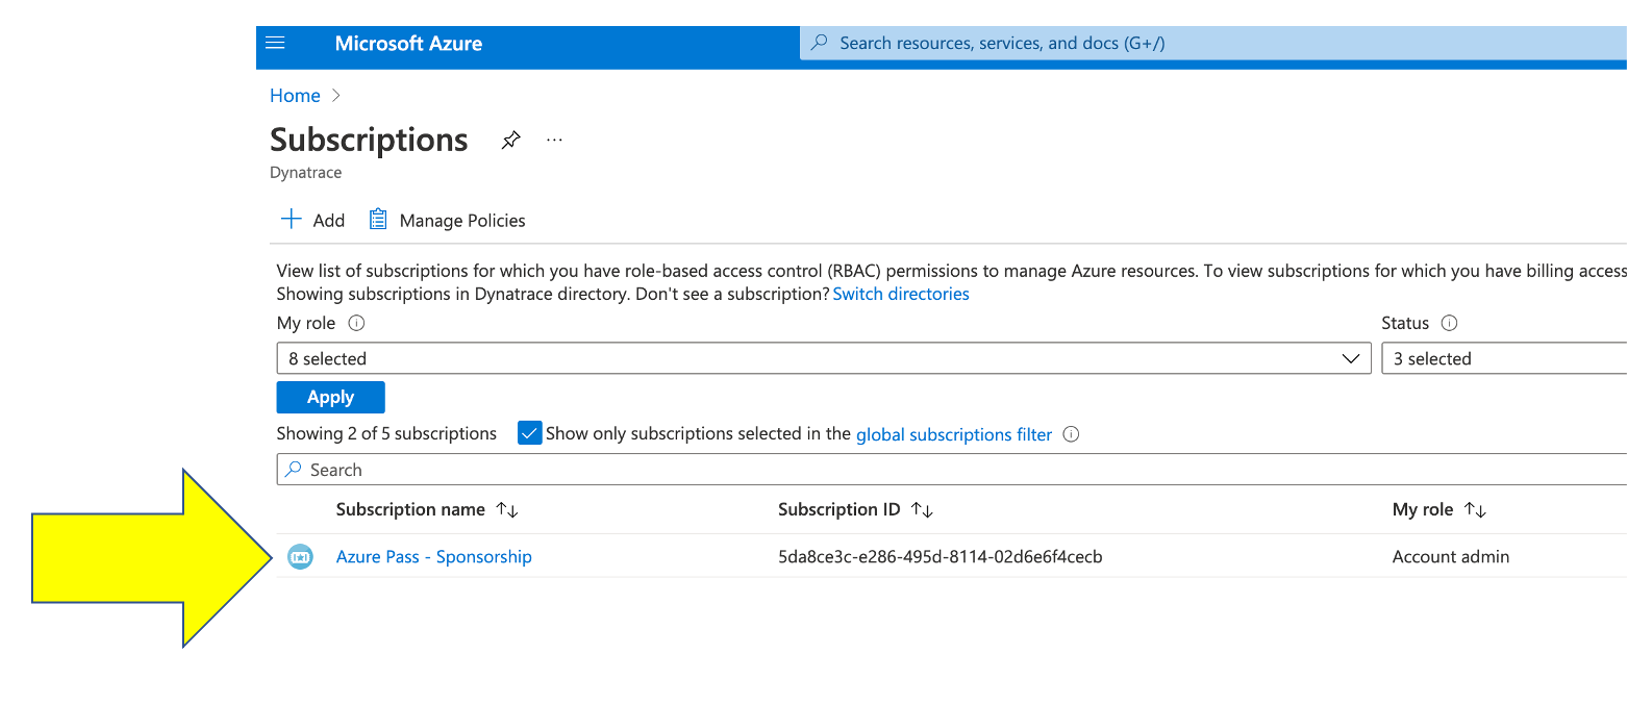 Microsoft Azure
Search resources, services, and docs (G+/)
Home >
Subscriptions
Dynatrace
Add Manage Policies
View list of subscriptions for which you have role-based access control (RBAC) permissions to manage Azure resources. To view subscriptions for which you have billing access
Showing subscriptions in Dynatrace directory. Don't see a subscription? Switch directories
My role Status
8 selected 3 selected
Apply
Showing 2 of 5 subscriptions Show only subscriptions selected in the global subscriptions filter
Search
Subscription name ↑↓ Subscription ID ↑↓ My role ↑↓
Azure Pass - Sponsorship 5da8ce3c-e286-495d-8114-02d6e6f4cecb Account admin